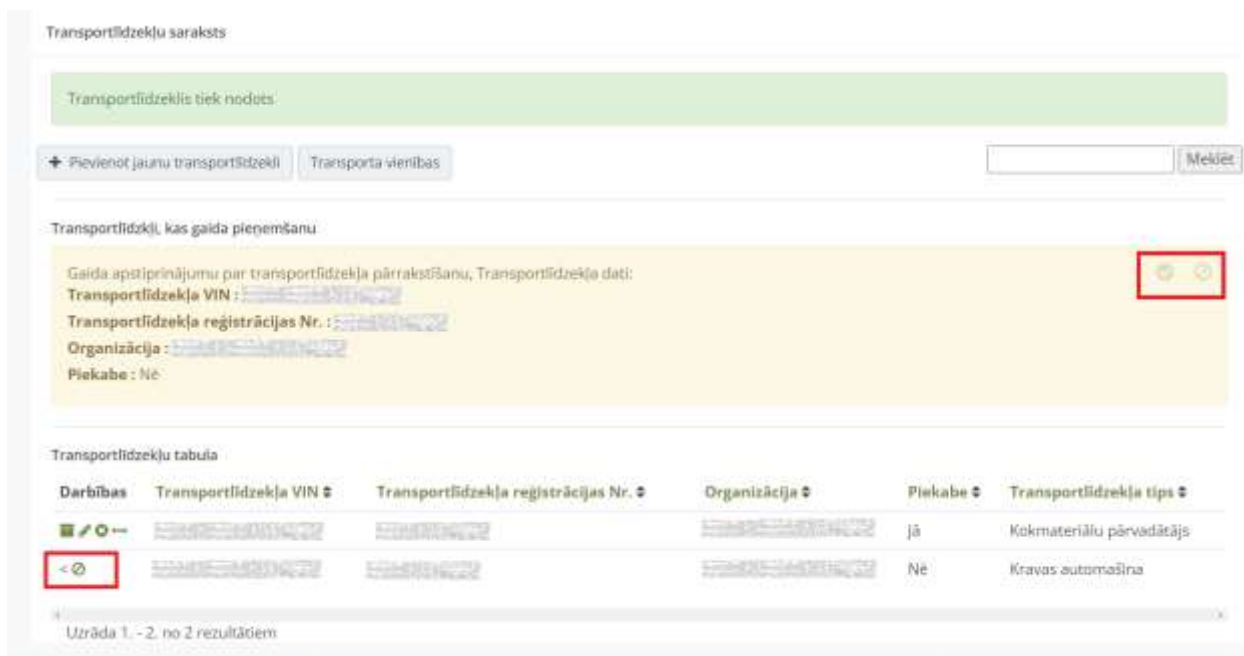 Transportlīdzekļu saraksts
Transportlīdzeklis tiek nodots
+ Pievienot jaunu transportlīdzekli Transporta vienības Meklēt
Transportlīdzkļi, kas gaida pieņemšanu
Gaida apstiprinājumu par transportlīdzekļa pārrakstīšanu, Transportlīdzekļa dati:
Transportlīdzekļa VIN :
Transportlīdzekļa reģistrācijas Nr. :
Organizācija :
Piekabe : Nē
Transportlīdzekļu tabula
Darbības Transportlīdzekļa VIN Transportlīdzekļa reģistrācijas Nr. Organizācija Piekabe Transportlīdzekļa tips
Jā Kokmateriālu pārvadātājs
< Nē Kravas automašīna
Uzrāda 1. - 2. no 2 rezultātiem